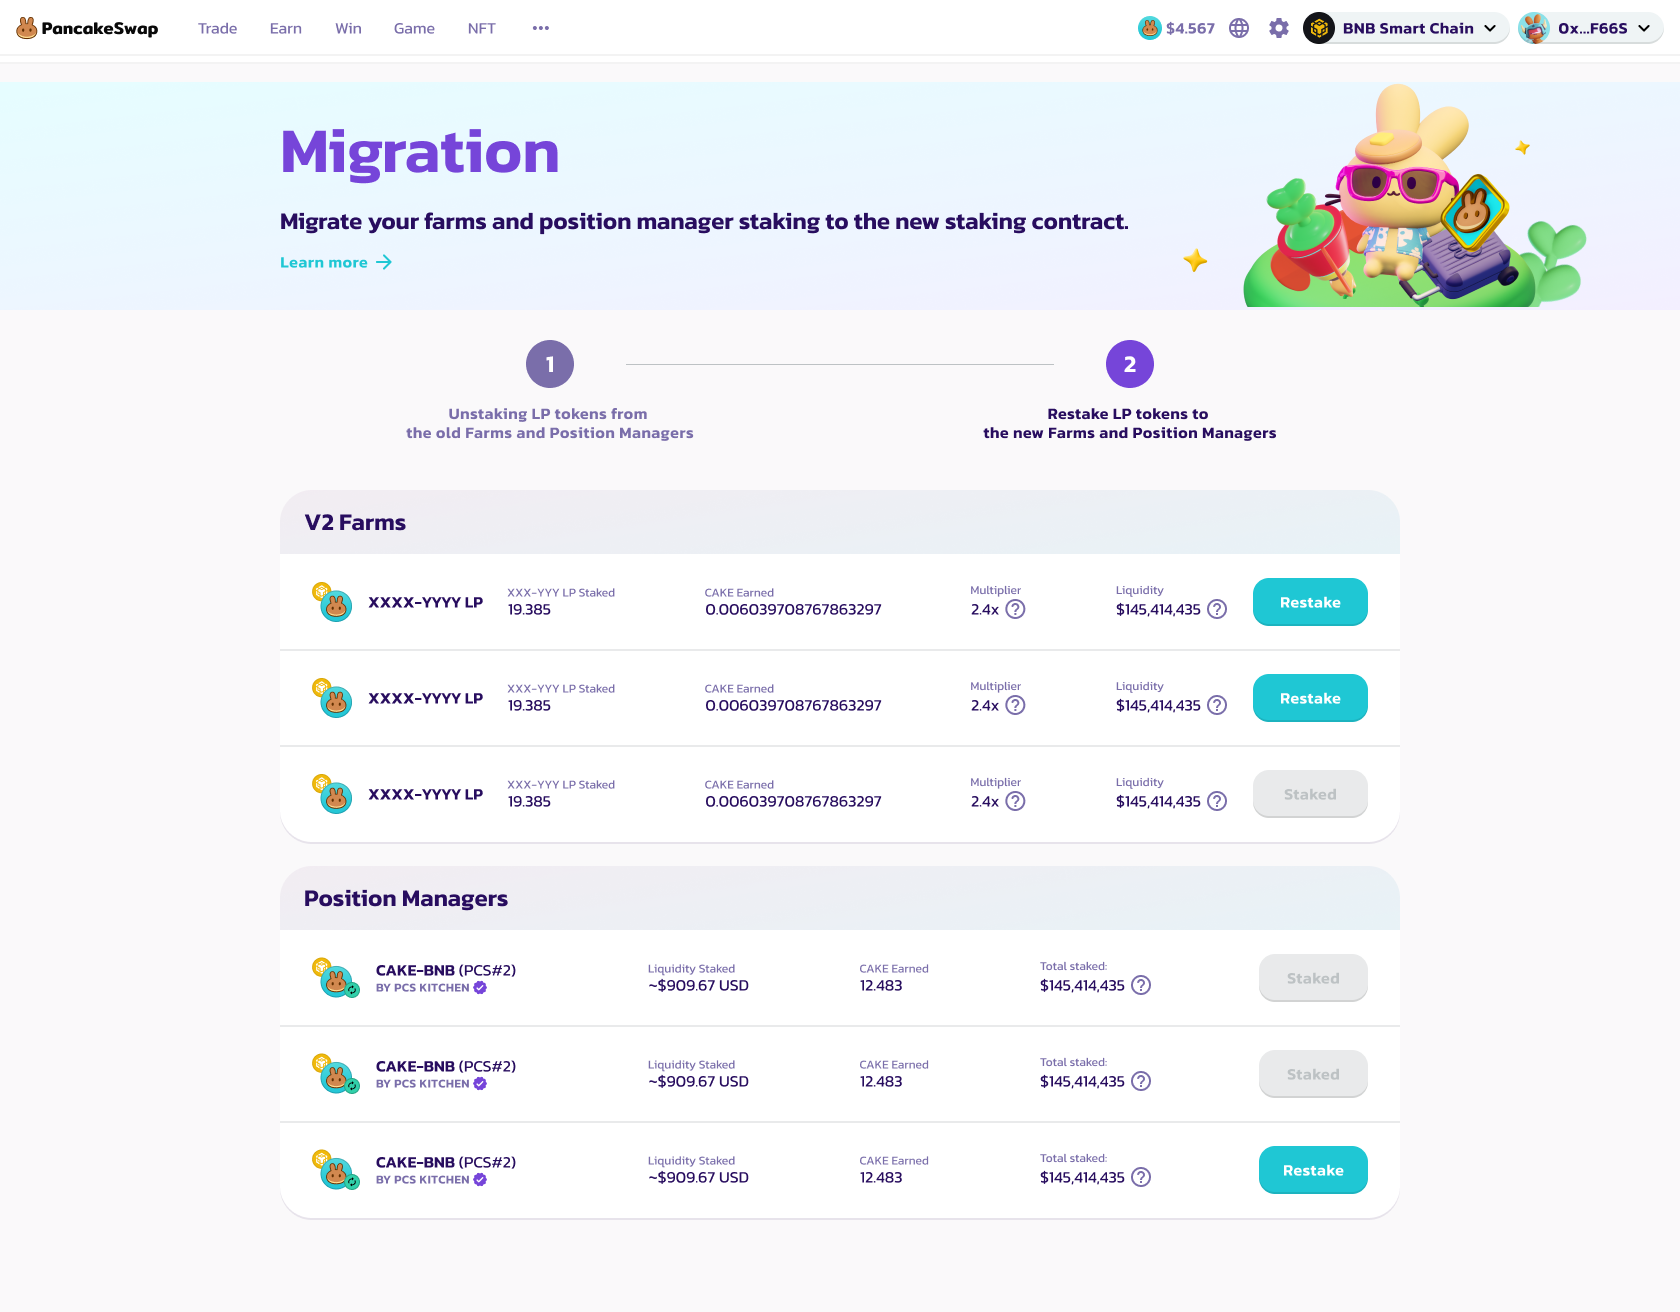 PancakeSwap Trade Earn Win Game NFT ••• $4.567 BNB Smart Chain 0x...F66S
Migration
Migrate your farms and position manager staking to the new staking contract.
Learn more →
1
2
Unstaking LP tokens from
the old Farms and Position Managers
Restake LP tokens to
the new Farms and Position Managers
V2 Farms
XXXX-YYYY LP
XXX-YYY LP Staked
19.385
CAKE Earned
0.006039708767863297
Multiplier
2.4x ?
Liquidity
$145,414,435 ?
Restake
XXXX-YYYY LP
XXX-YYY LP Staked
19.385
CAKE Earned
0.006039708767863297
Multiplier
2.4x ?
Liquidity
$145,414,435 ?
Restake
XXXX-YYYY LP
XXX-YYY LP Staked
19.385
CAKE Earned
0.006039708767863297
Multiplier
2.4x ?
Liquidity
$145,414,435 ?
Staked
Position Managers
CAKE-BNB (PCS#2)
BY PCS KITCHEN
Liquidity Staked
~$909.67 USD
CAKE Earned
12.483
Total staked:
$145,414,435 ?
Staked
CAKE-BNB (PCS#2)
BY PCS KITCHEN
Liquidity Staked
~$909.67 USD
CAKE Earned
12.483
Total staked:
$145,414,435 ?
Staked
CAKE-BNB (PCS#2)
BY PCS KITCHEN
Liquidity Staked
~$909.67 USD
CAKE Earned
12.483
Total staked:
$145,414,435 ?
Restake